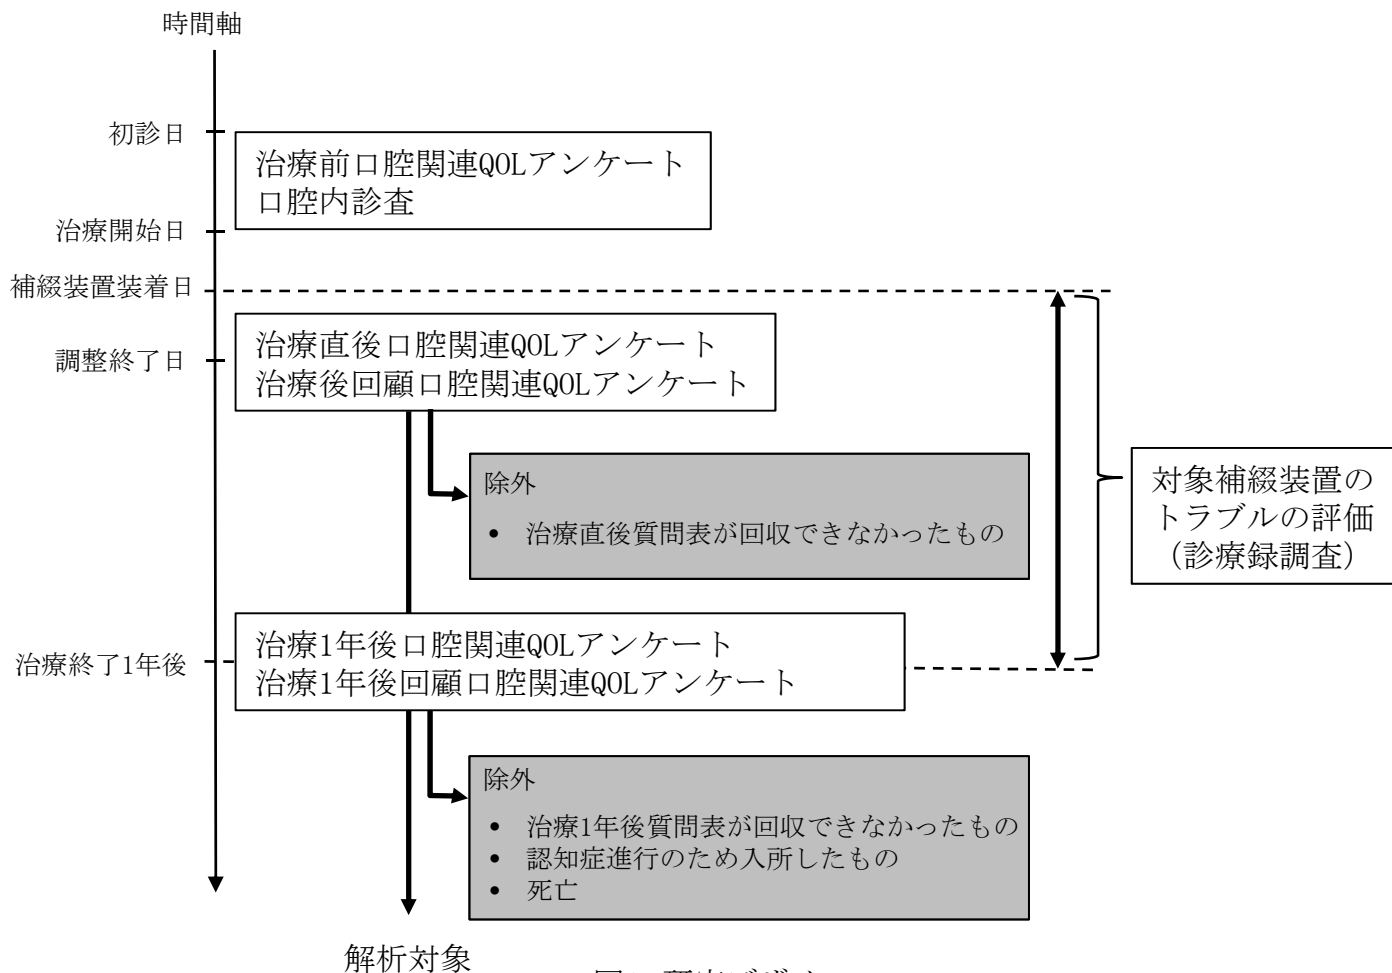 時間軸
初診日
治療前口腔関連QOLアンケート
口腔内診査
治療開始日
補綴装置装着日
治療直後口腔関連QOLアンケート
調整終了日
治療後回顧口腔関連QOLアンケート
除外
• 治療直後質問表が回収できなかったもの
対象補綴装置の
トラブルの評価
（診療録調査）
治療1年後口腔関連QOLアンケート
治療終了1年後
治療1年後回顧口腔関連QOLアンケート
除外
• 治療1年後質問表が回収できなかったもの
• 認知症進行のため入所したもの
• 死亡
解析対象